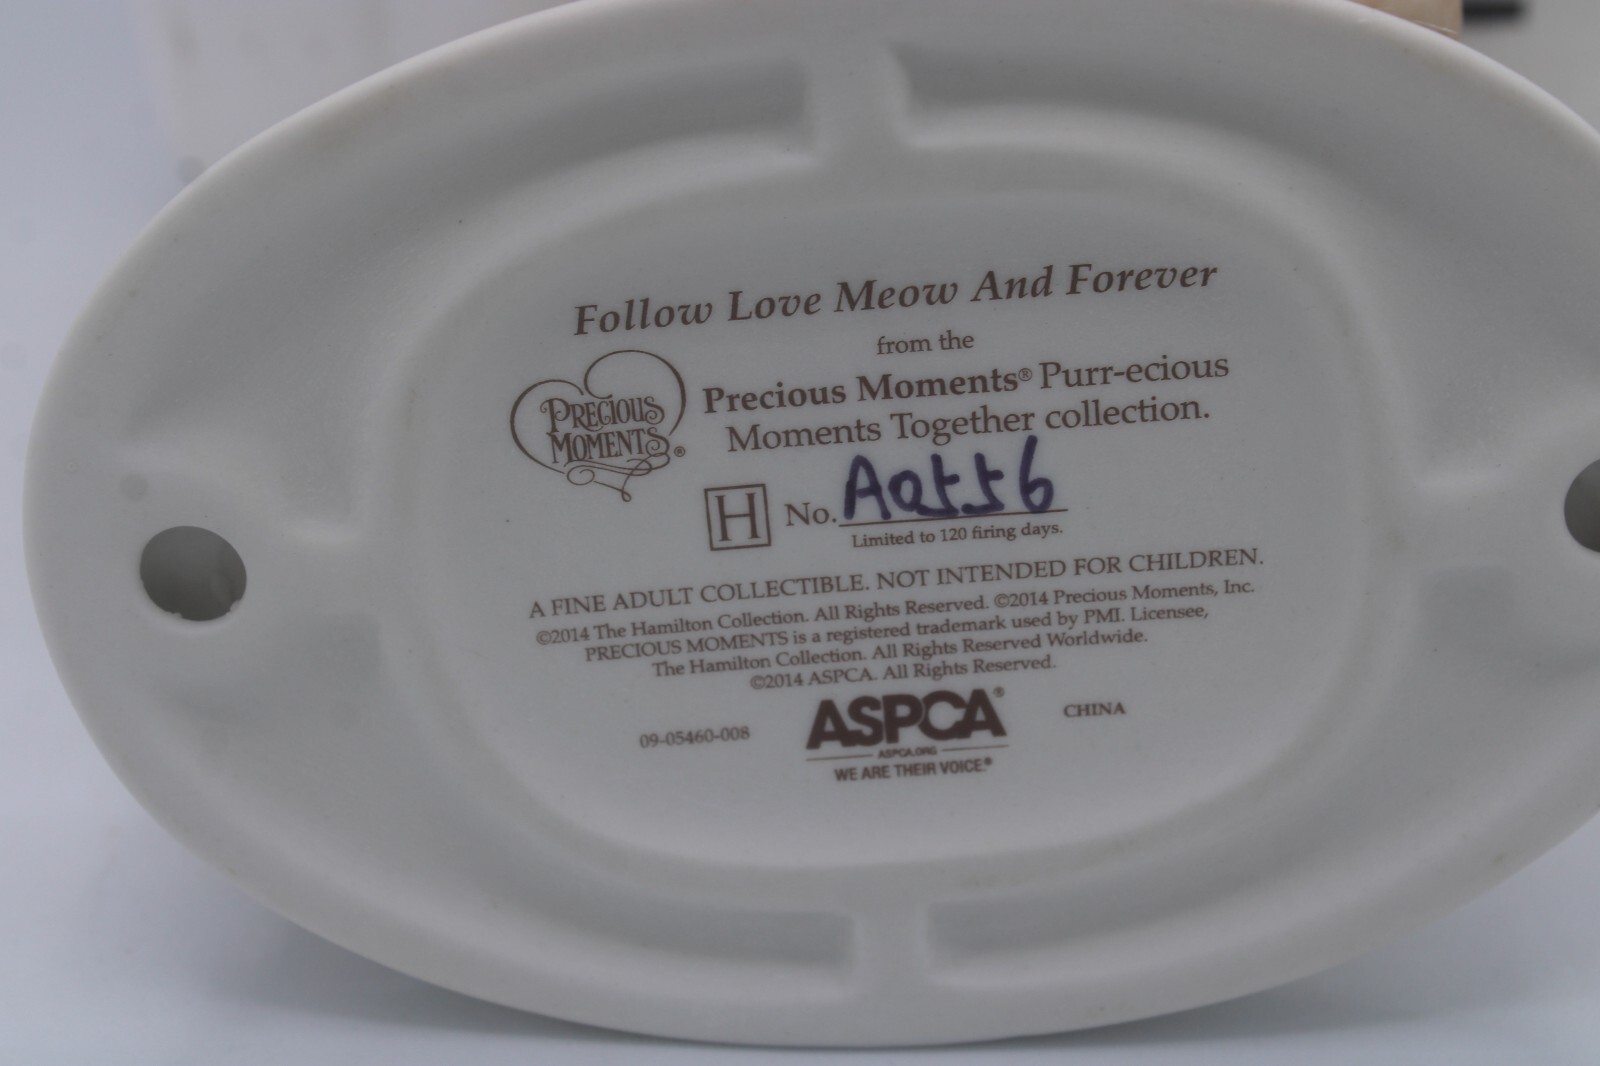 Follow Love Meow And Forever
from the
PRECIOUS MOMENTS®
Precious Moments® Purr-ecious
Moments Together collection.
H No. A0556
Limited to 120 firing days.
A FINE ADULT COLLECTIBLE. NOT INTENDED FOR CHILDREN.
©2014 The Hamilton Collection. All Rights Reserved. ©2014 Precious Moments, Inc.
PRECIOUS MOMENTS is a registered trademark used by PMI. Licensee,
The Hamilton Collection. All Rights Reserved Worldwide.
©2014 ASPCA. All Rights Reserved.
09-05460-008
ASPCA®
ASPCA.ORG
WE ARE THEIR VOICE.®
CHINA